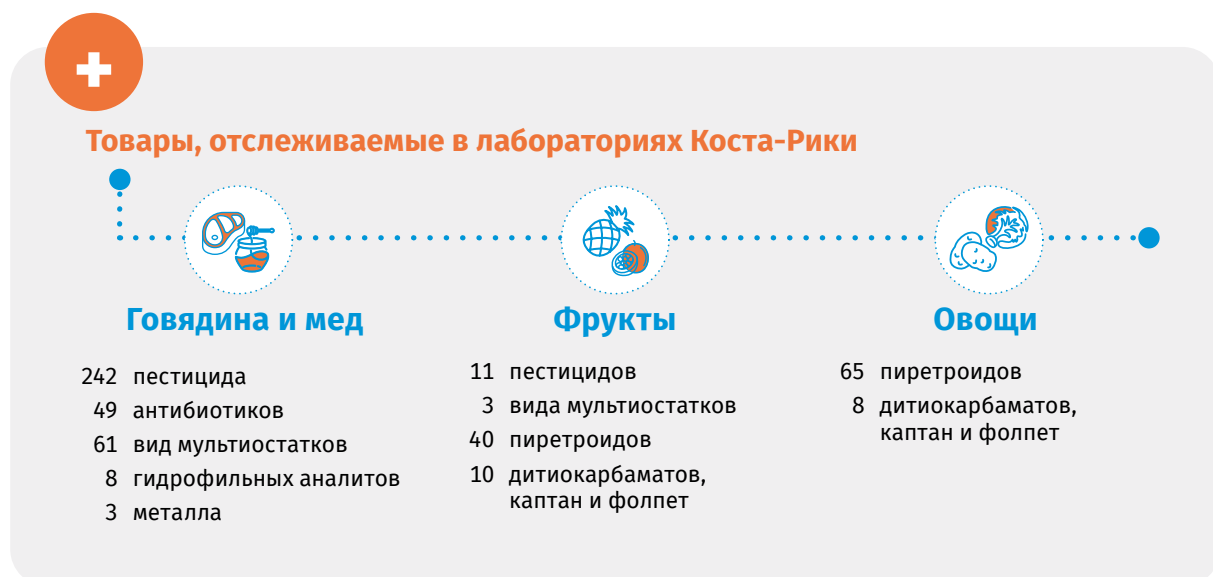 Товары, отслеживаемые в лабораториях Коста-Рики
Говядина и мед
242 пестицида
49 антибиотиков
61 вид мультиостатков
8 гидрофильных аналитов
3 металла
Фрукты
11 пестицидов
3 вида мультиостатков
40 пиретроидов
10 дитиокарбаматов,
каптан и фолпет
Овощи
65 пиретроидов
8 дитиокарбаматов,
каптан и фолпет